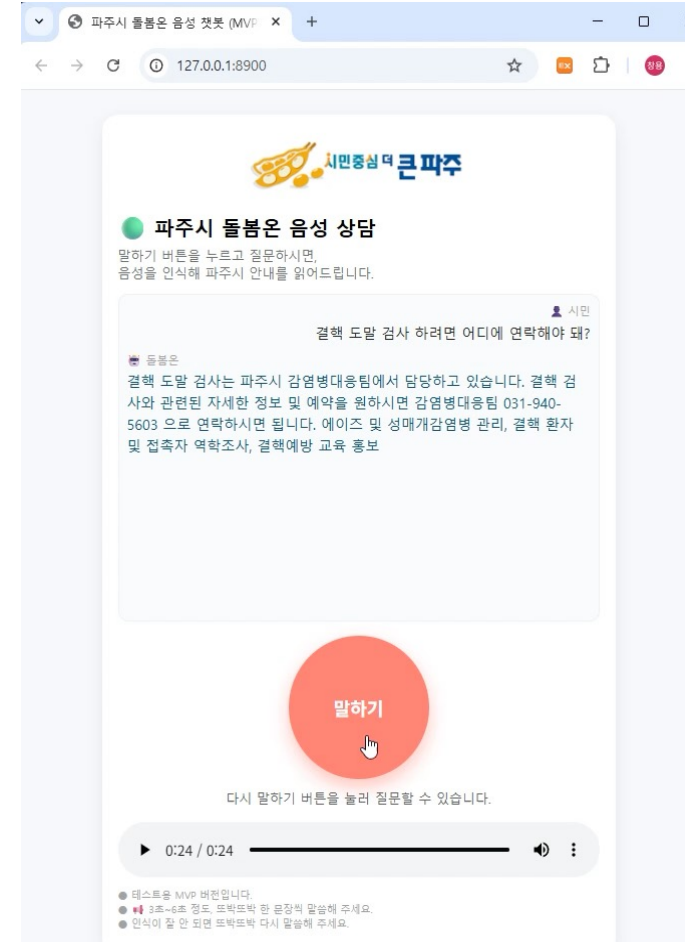 파주시 돌봄온 음성 챗봇 (MVP
127.0.0.1:8900
창용
시민중심 더 큰 파주
파주시 돌봄온 음성 상담
말하기 버튼을 누르고 질문하시면,
음성을 인식해 파주시 안내를 읽어드립니다.
시민
결핵 도말 검사 하려면 어디에 연락해야 돼?
돌봄온
결핵 도말 검사는 파주시 감염병대응팀에서 담당하고 있습니다. 결핵 검
사와 관련된 자세한 정보 및 예약을 원하시면 감염병대응팀 031-940-
5603 으로 연락하시면 됩니다. 에이즈 및 성매개감염병 관리, 결핵 환자
및 접촉자 역학조사, 결핵예방 교육 홍보
말하기
다시 말하기 버튼을 눌러 질문할 수 있습니다.
0:24 / 0:24
테스트용 MVP 버전입니다.
3초~6초 정도, 또박또박 한 문장씩 말씀해 주세요.
인식이 잘 안 되면 또박또박 다시 말씀해 주세요.